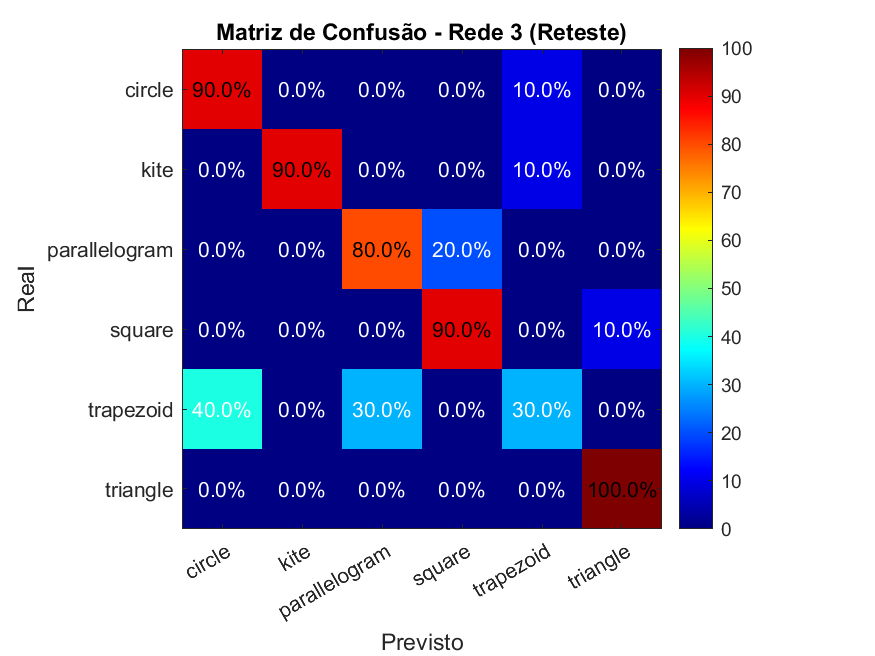 Matriz de Confusão - Rede 3 (Reteste)
circle 90.0% 0.0% 0.0% 0.0% 10.0% 0.0%
kite 0.0% 90.0% 0.0% 0.0% 10.0% 0.0%
parallelogram 0.0% 0.0% 80.0% 20.0% 0.0% 0.0%
square 0.0% 0.0% 0.0% 90.0% 0.0% 10.0%
trapezoid 40.0% 0.0% 30.0% 0.0% 30.0% 0.0%
triangle 0.0% 0.0% 0.0% 0.0% 0.0% 100.0%
Real
circle kite parallelogram square trapezoid triangle
Previsto
100
90
80
70
60
50
40
30
20
10
0